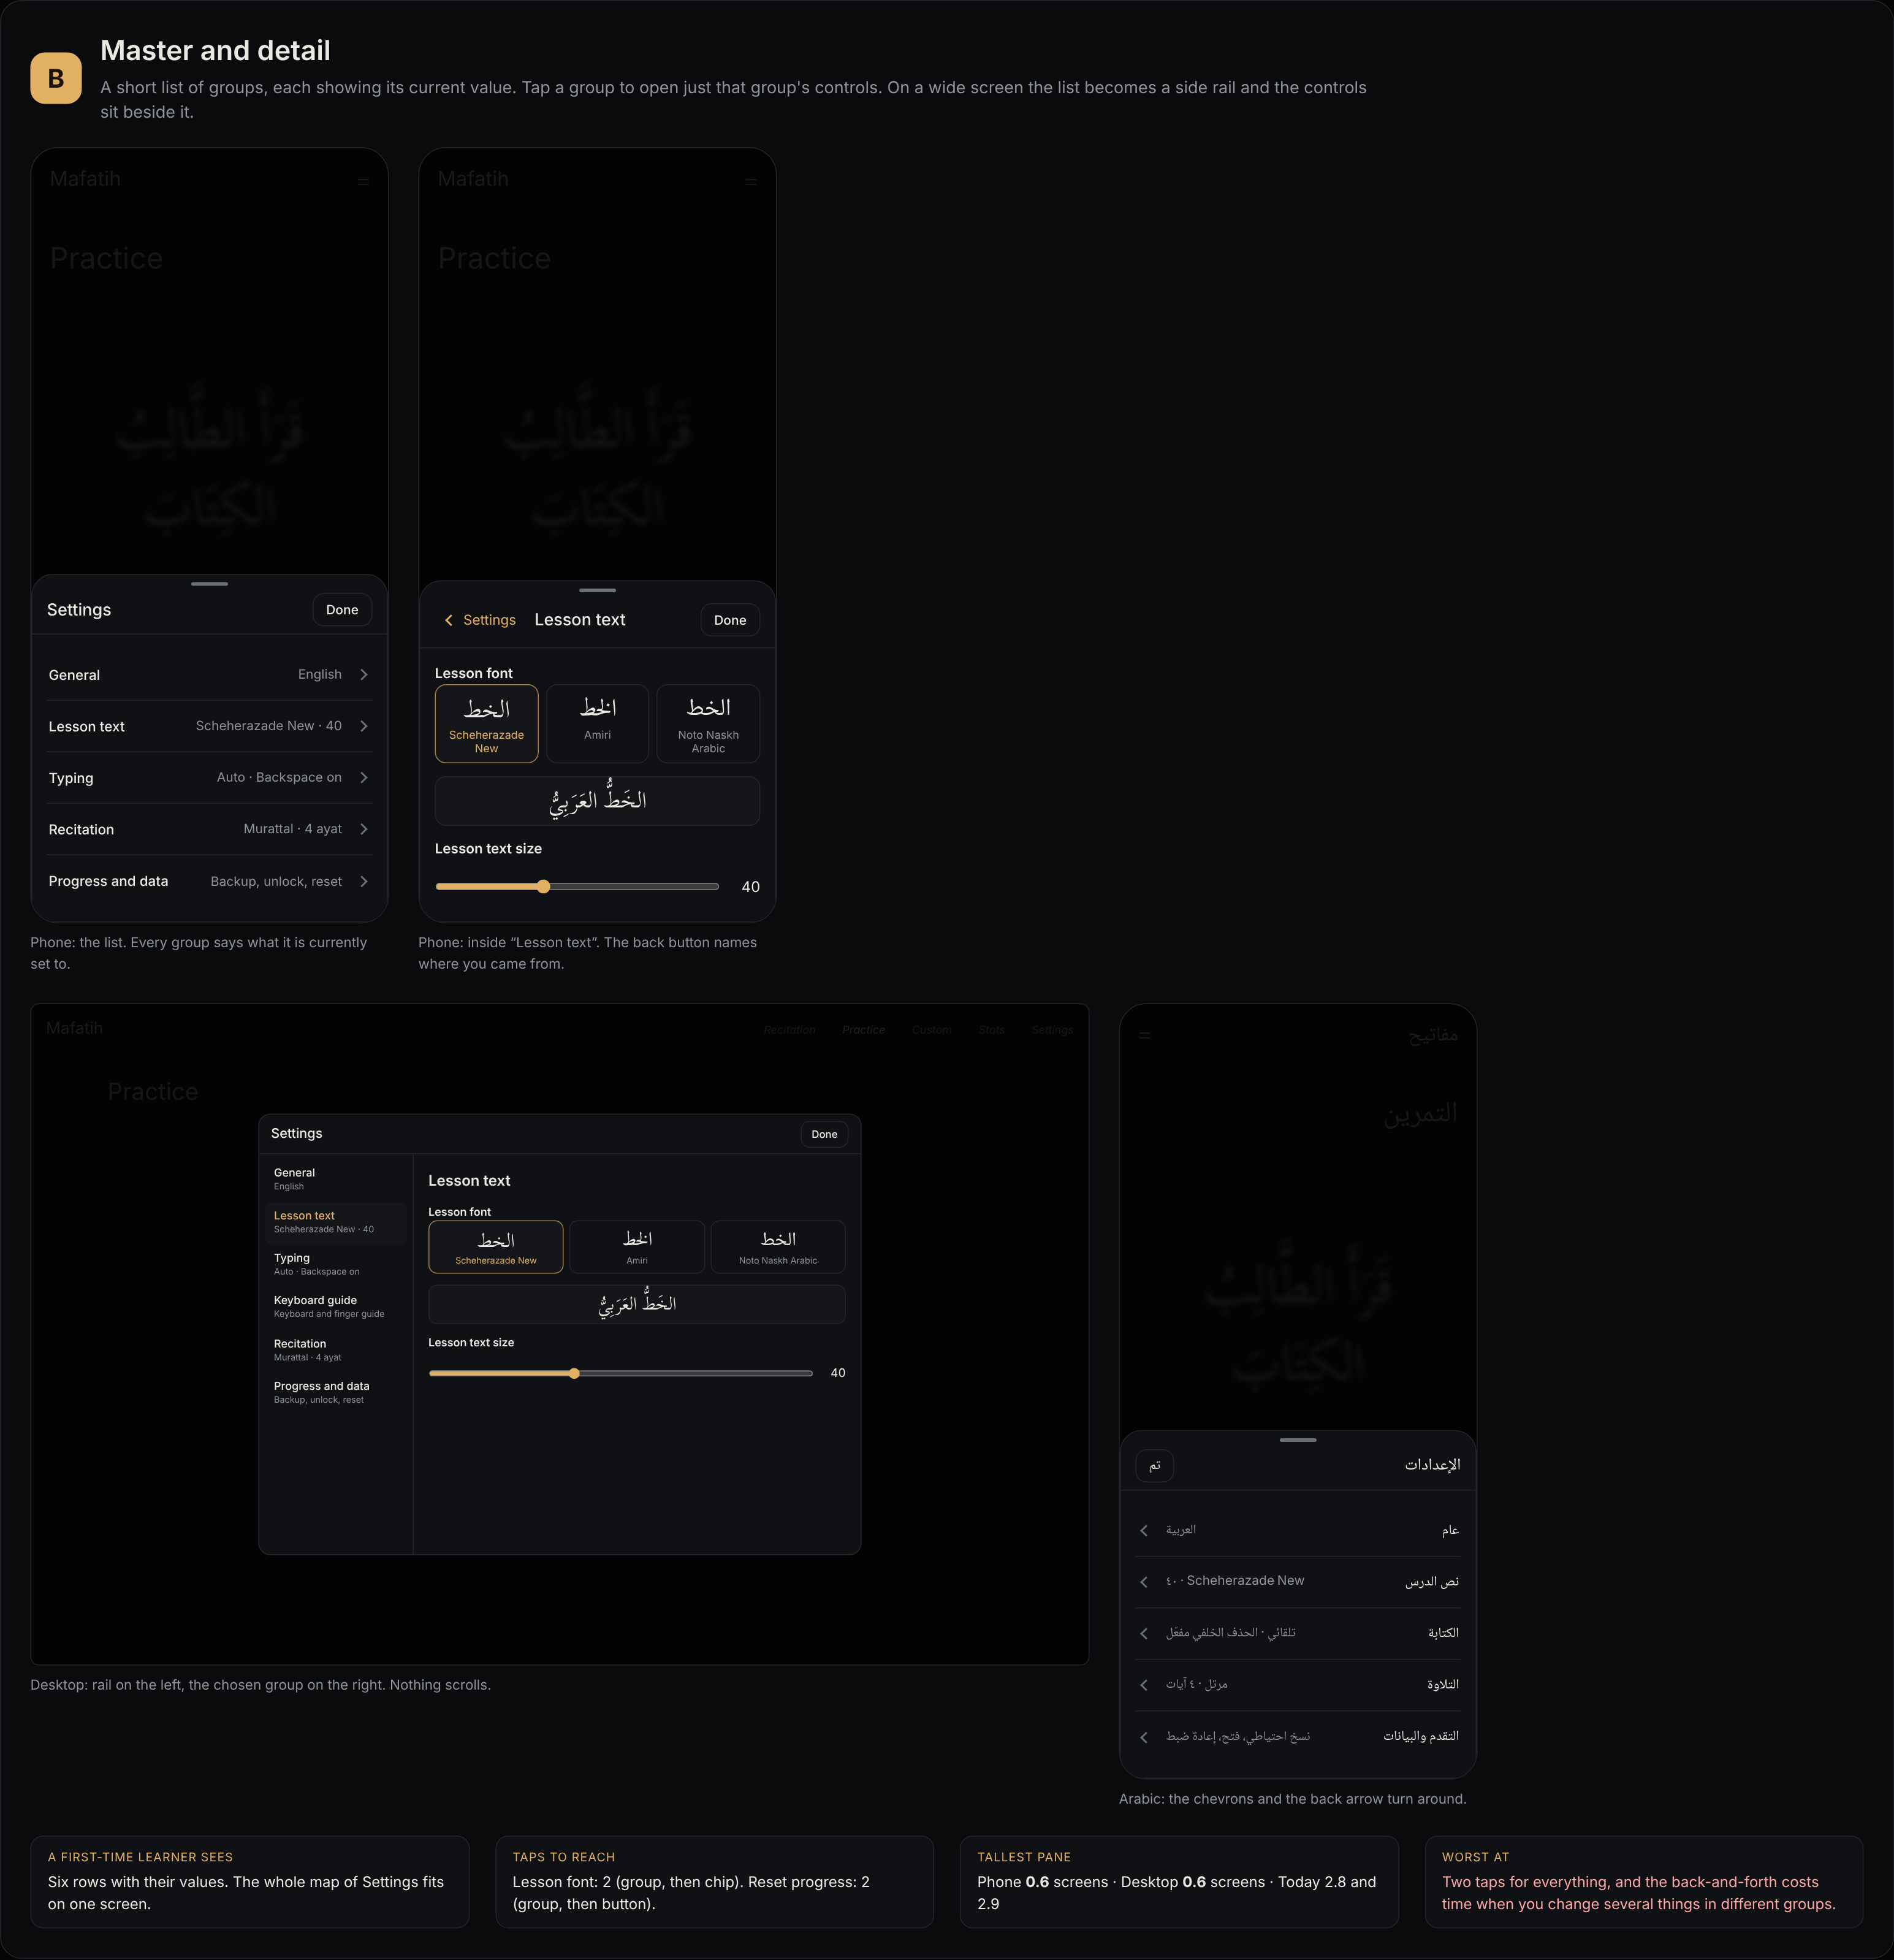 B
Master and detail
A short list of groups, each showing its current value. Tap a group to open just that group's controls. On a wide screen the list becomes a side rail and the controls
sit beside it.
Mafatih
Practice
قَرَأَ الطَّالِبُ
الكِتَابَ
Settings
Done
General
English
Lesson text
Scheherazade New · 40
Typing
Auto · Backspace on
Recitation
Murattal · 4 ayat
Progress and data
Backup, unlock, reset
Phone: the list. Every group says what it is currently
set to.
Mafatih
Practice
قَرَأَ الطَّالِبُ
الكِتَابَ
Settings
Lesson text
Done
Lesson font
الخط
Scheherazade
New
الخط
Amiri
الخط
Noto Naskh
Arabic
الخَطُّ العَرَبِيُّ
Lesson text size
40
Phone: inside “Lesson text”. The back button names
where you came from.
Mafatih
Recitation
Practice
Custom
Stats
Settings
Practice
Settings
Done
General
English
Lesson text
Scheherazade New · 40
Typing
Auto · Backspace on
Keyboard guide
Keyboard and finger guide
Recitation
Murattal · 4 ayat
Progress and data
Backup, unlock, reset
Lesson text
Lesson font
الخط
Scheherazade New
الخط
Amiri
الخط
Noto Naskh Arabic
الخَطُّ العَرَبِيُّ
Lesson text size
40
Desktop: rail on the left, the chosen group on the right. Nothing scrolls.
مفاتيح
التمرين
قَرَأَ الطَّالِبُ
الكِتَابَ
الإعدادات
تم
عام
العربية
نص الدرس
Scheherazade New · ٤٠
الكتابة
تلقائي · الحذف الخلفي مفعّل
التلاوة
مرتل · ٤ آيات
التقدم والبيانات
نسخ احتياطي، فتح، إعادة ضبط
Arabic: the chevrons and the back arrow turn around.
A FIRST-TIME LEARNER SEES
Six rows with their values. The whole map of Settings fits
on one screen.
TAPS TO REACH
Lesson font: 2 (group, then chip). Reset progress: 2
(group, then button).
TALLEST PANE
Phone 0.6 screens · Desktop 0.6 screens · Today 2.8 and
2.9
WORST AT
Two taps for everything, and the back-and-forth costs
time when you change several things in different groups.